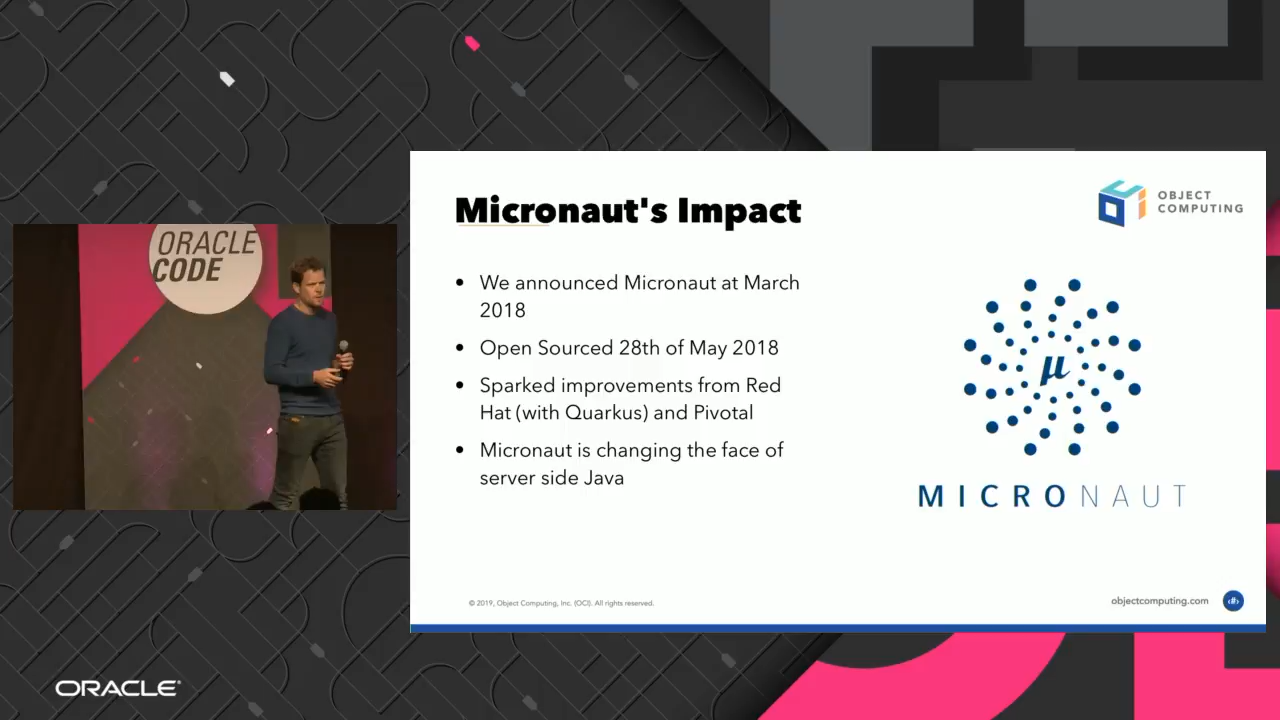 ORACLE
CODE
Micronaut's Impact
OBJECT
COMPUTING
• We announced Micronaut at March
2018
• Open Sourced 28th of May 2018
• Sparked improvements from Red
Hat (with Quarkus) and Pivotal
• Micronaut is changing the face of
server side Java
µ
MICRONAUT
© 2019, Object Computing, Inc. (OCI). All rights reserved.
objectcomputing.com
‹#›
ORACLE